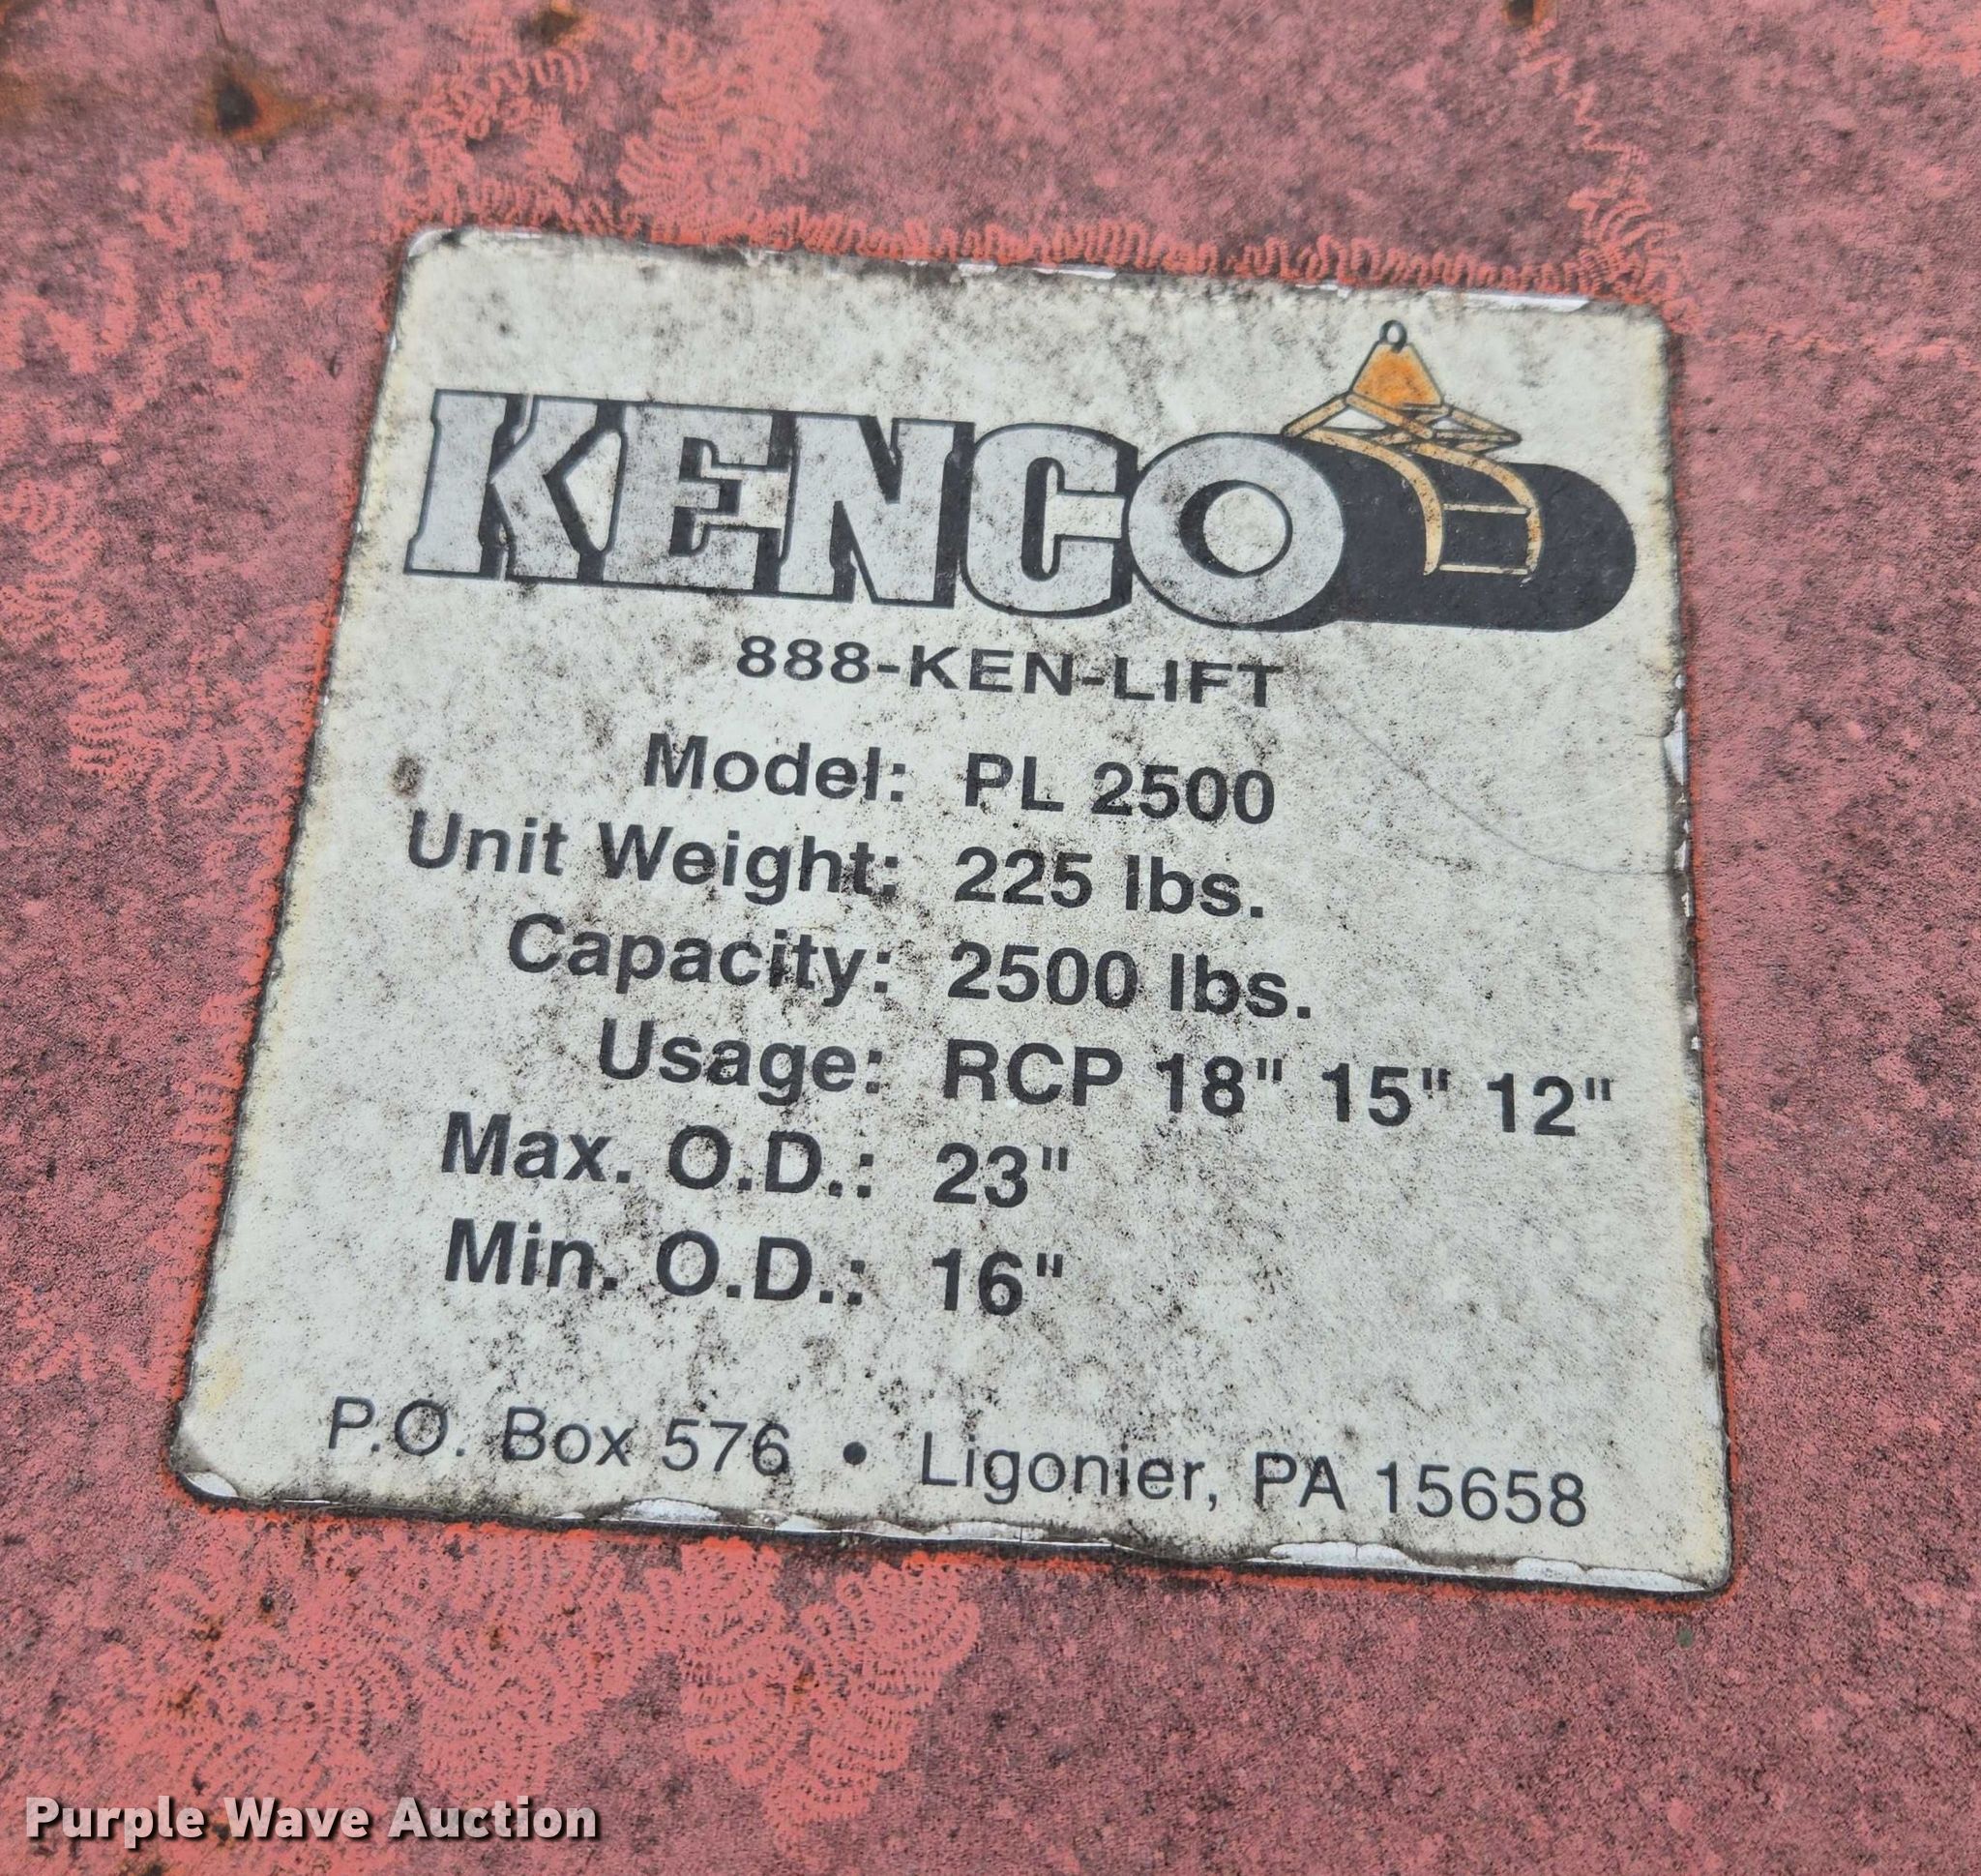 KENCO
888-KEN-LIFT
Model: PL 2500
Unit Weight: 225 lbs.
Capacity: 2500 lbs.
Usage: RCP 18" 15" 12"
Max. O.D.: 23"
Min. O.D.: 16"
P.O. Box 576 • Ligonier, PA 15658
Purple Wave Auction